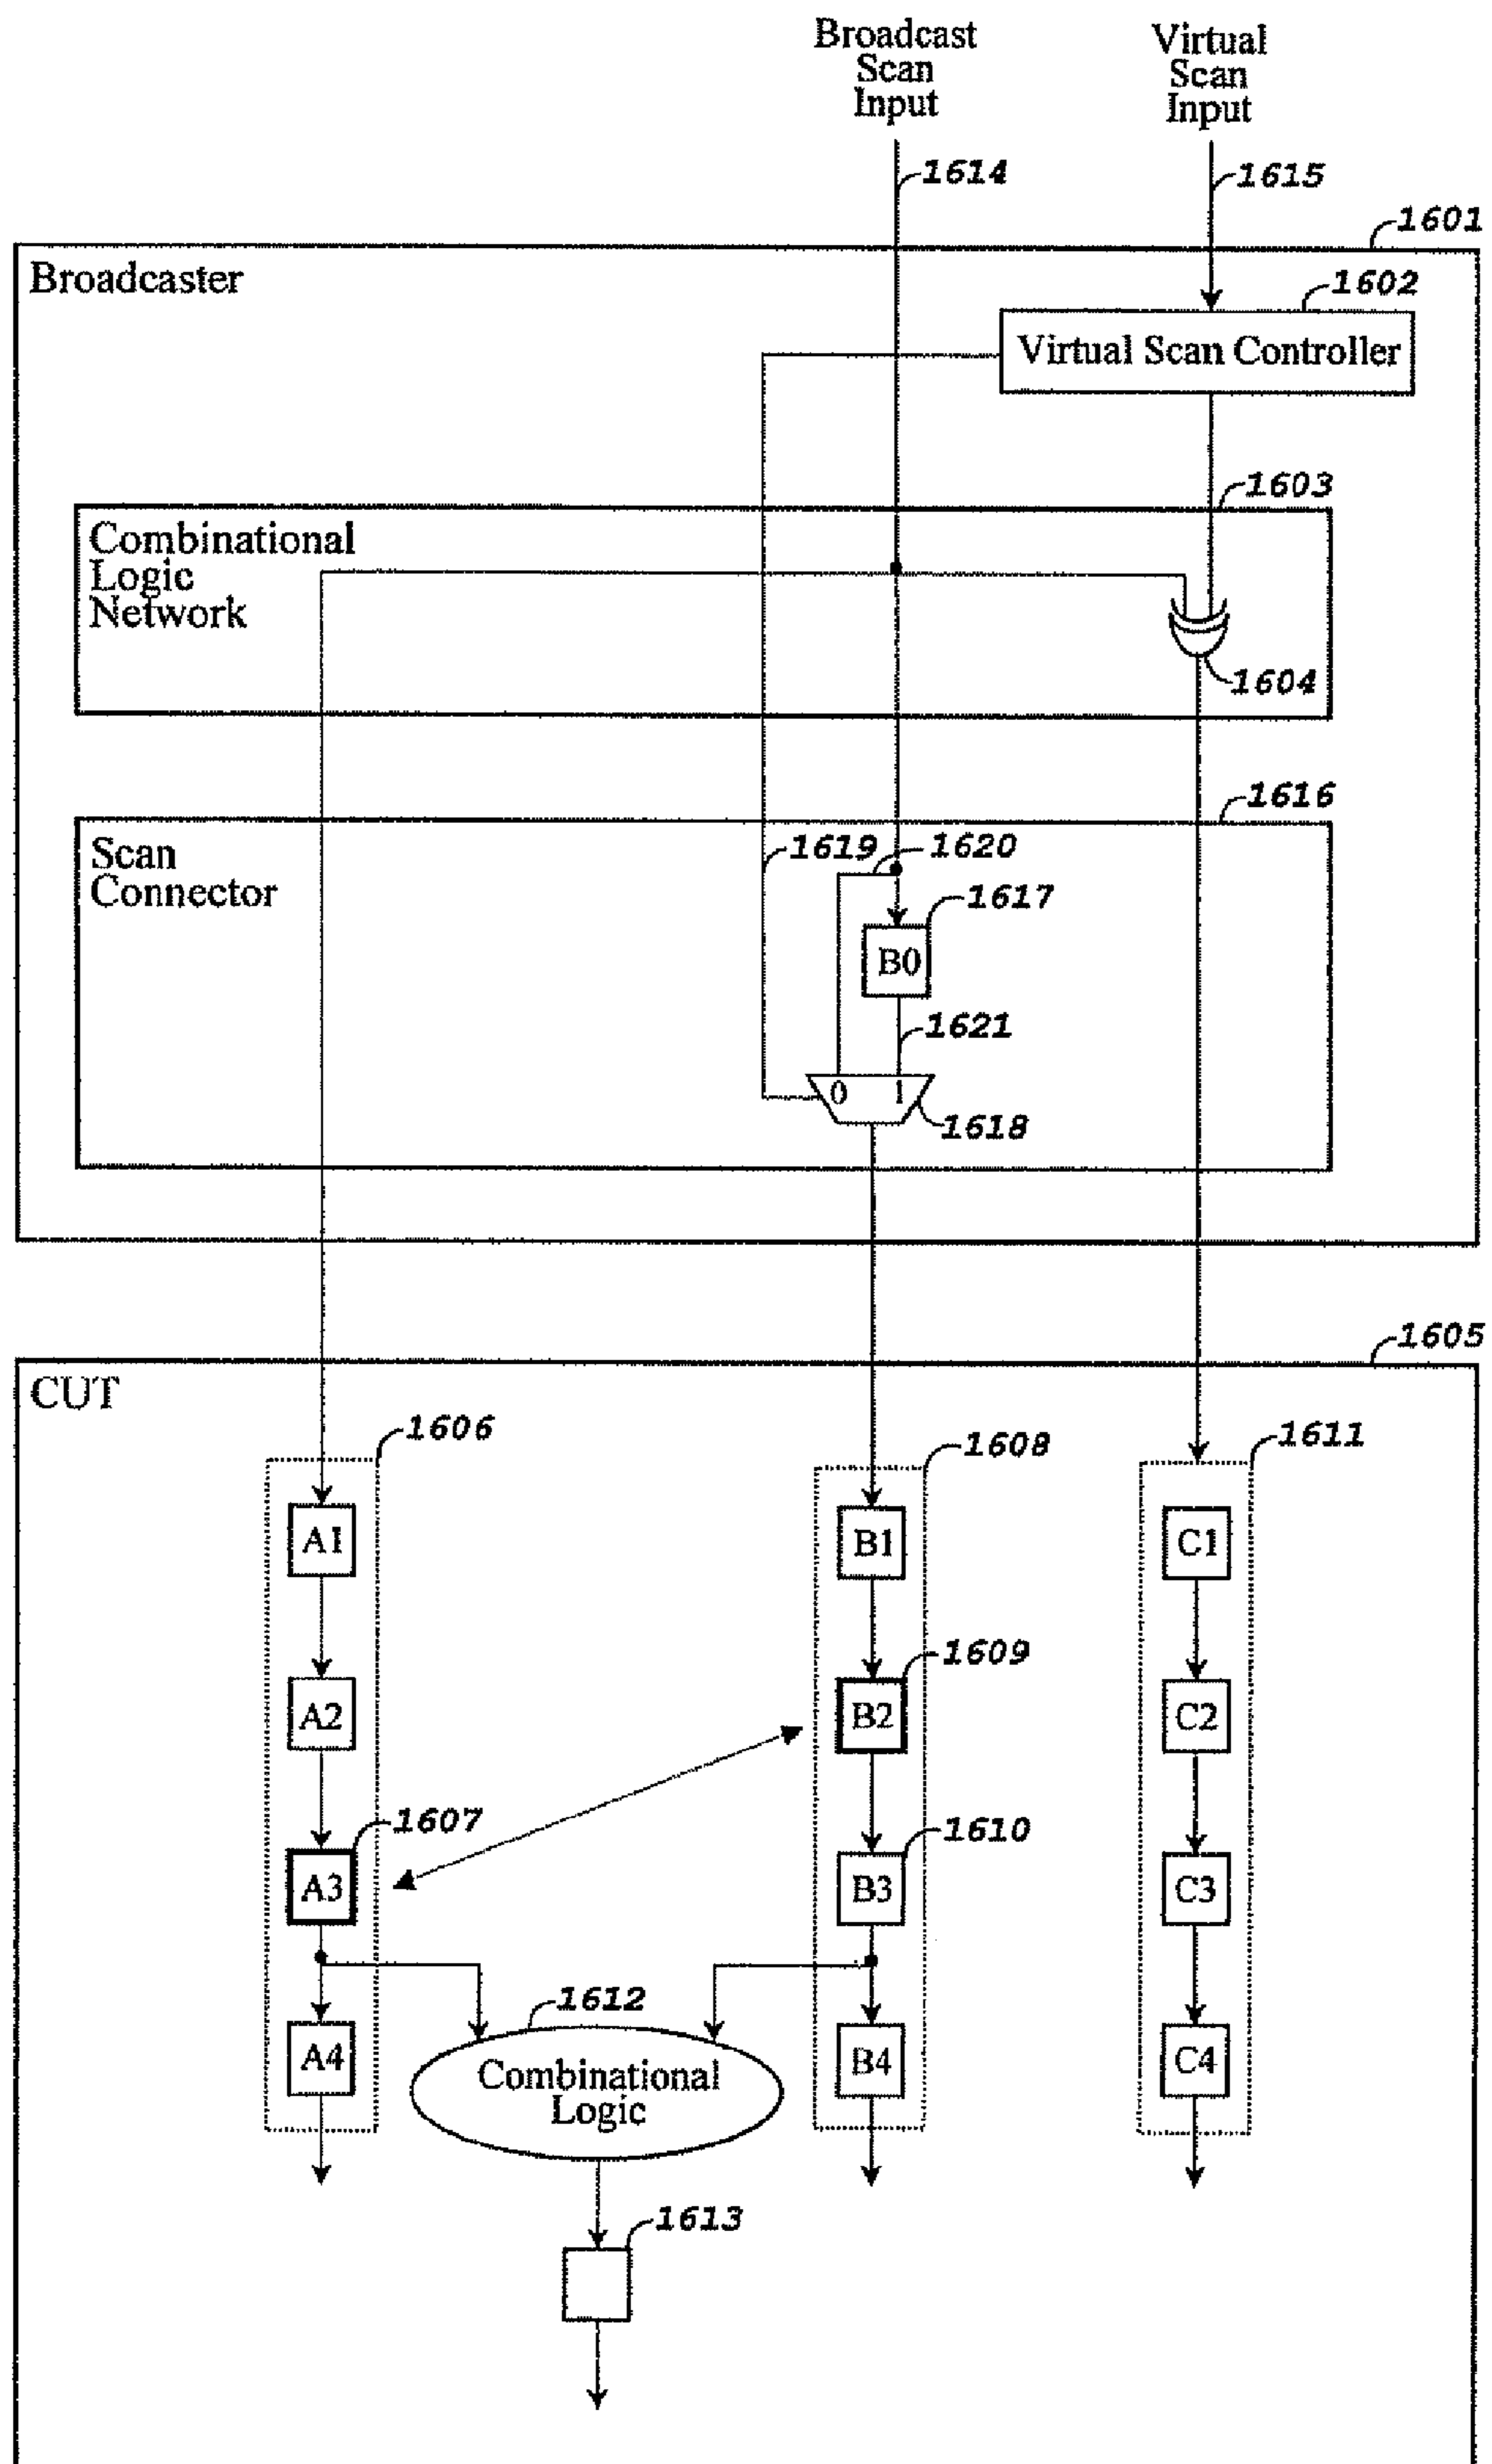 Broadcast
Scan
Input
Virtual
Scan
Input
1614
1615
1601
Broadcaster
1602
Virtual Scan Controller
1603
Combinational
Logic
Network
1604
1616
Scan
Connector
1619
1620
1617
B0
1621
0
1
1618
1605
CUT
1606
1608
1611
A1
B1
C1
1609
A2
B2
C2
1607
1610
A3
B3
C3
1612
A4
Combinational
Logic
B4
C4
1613